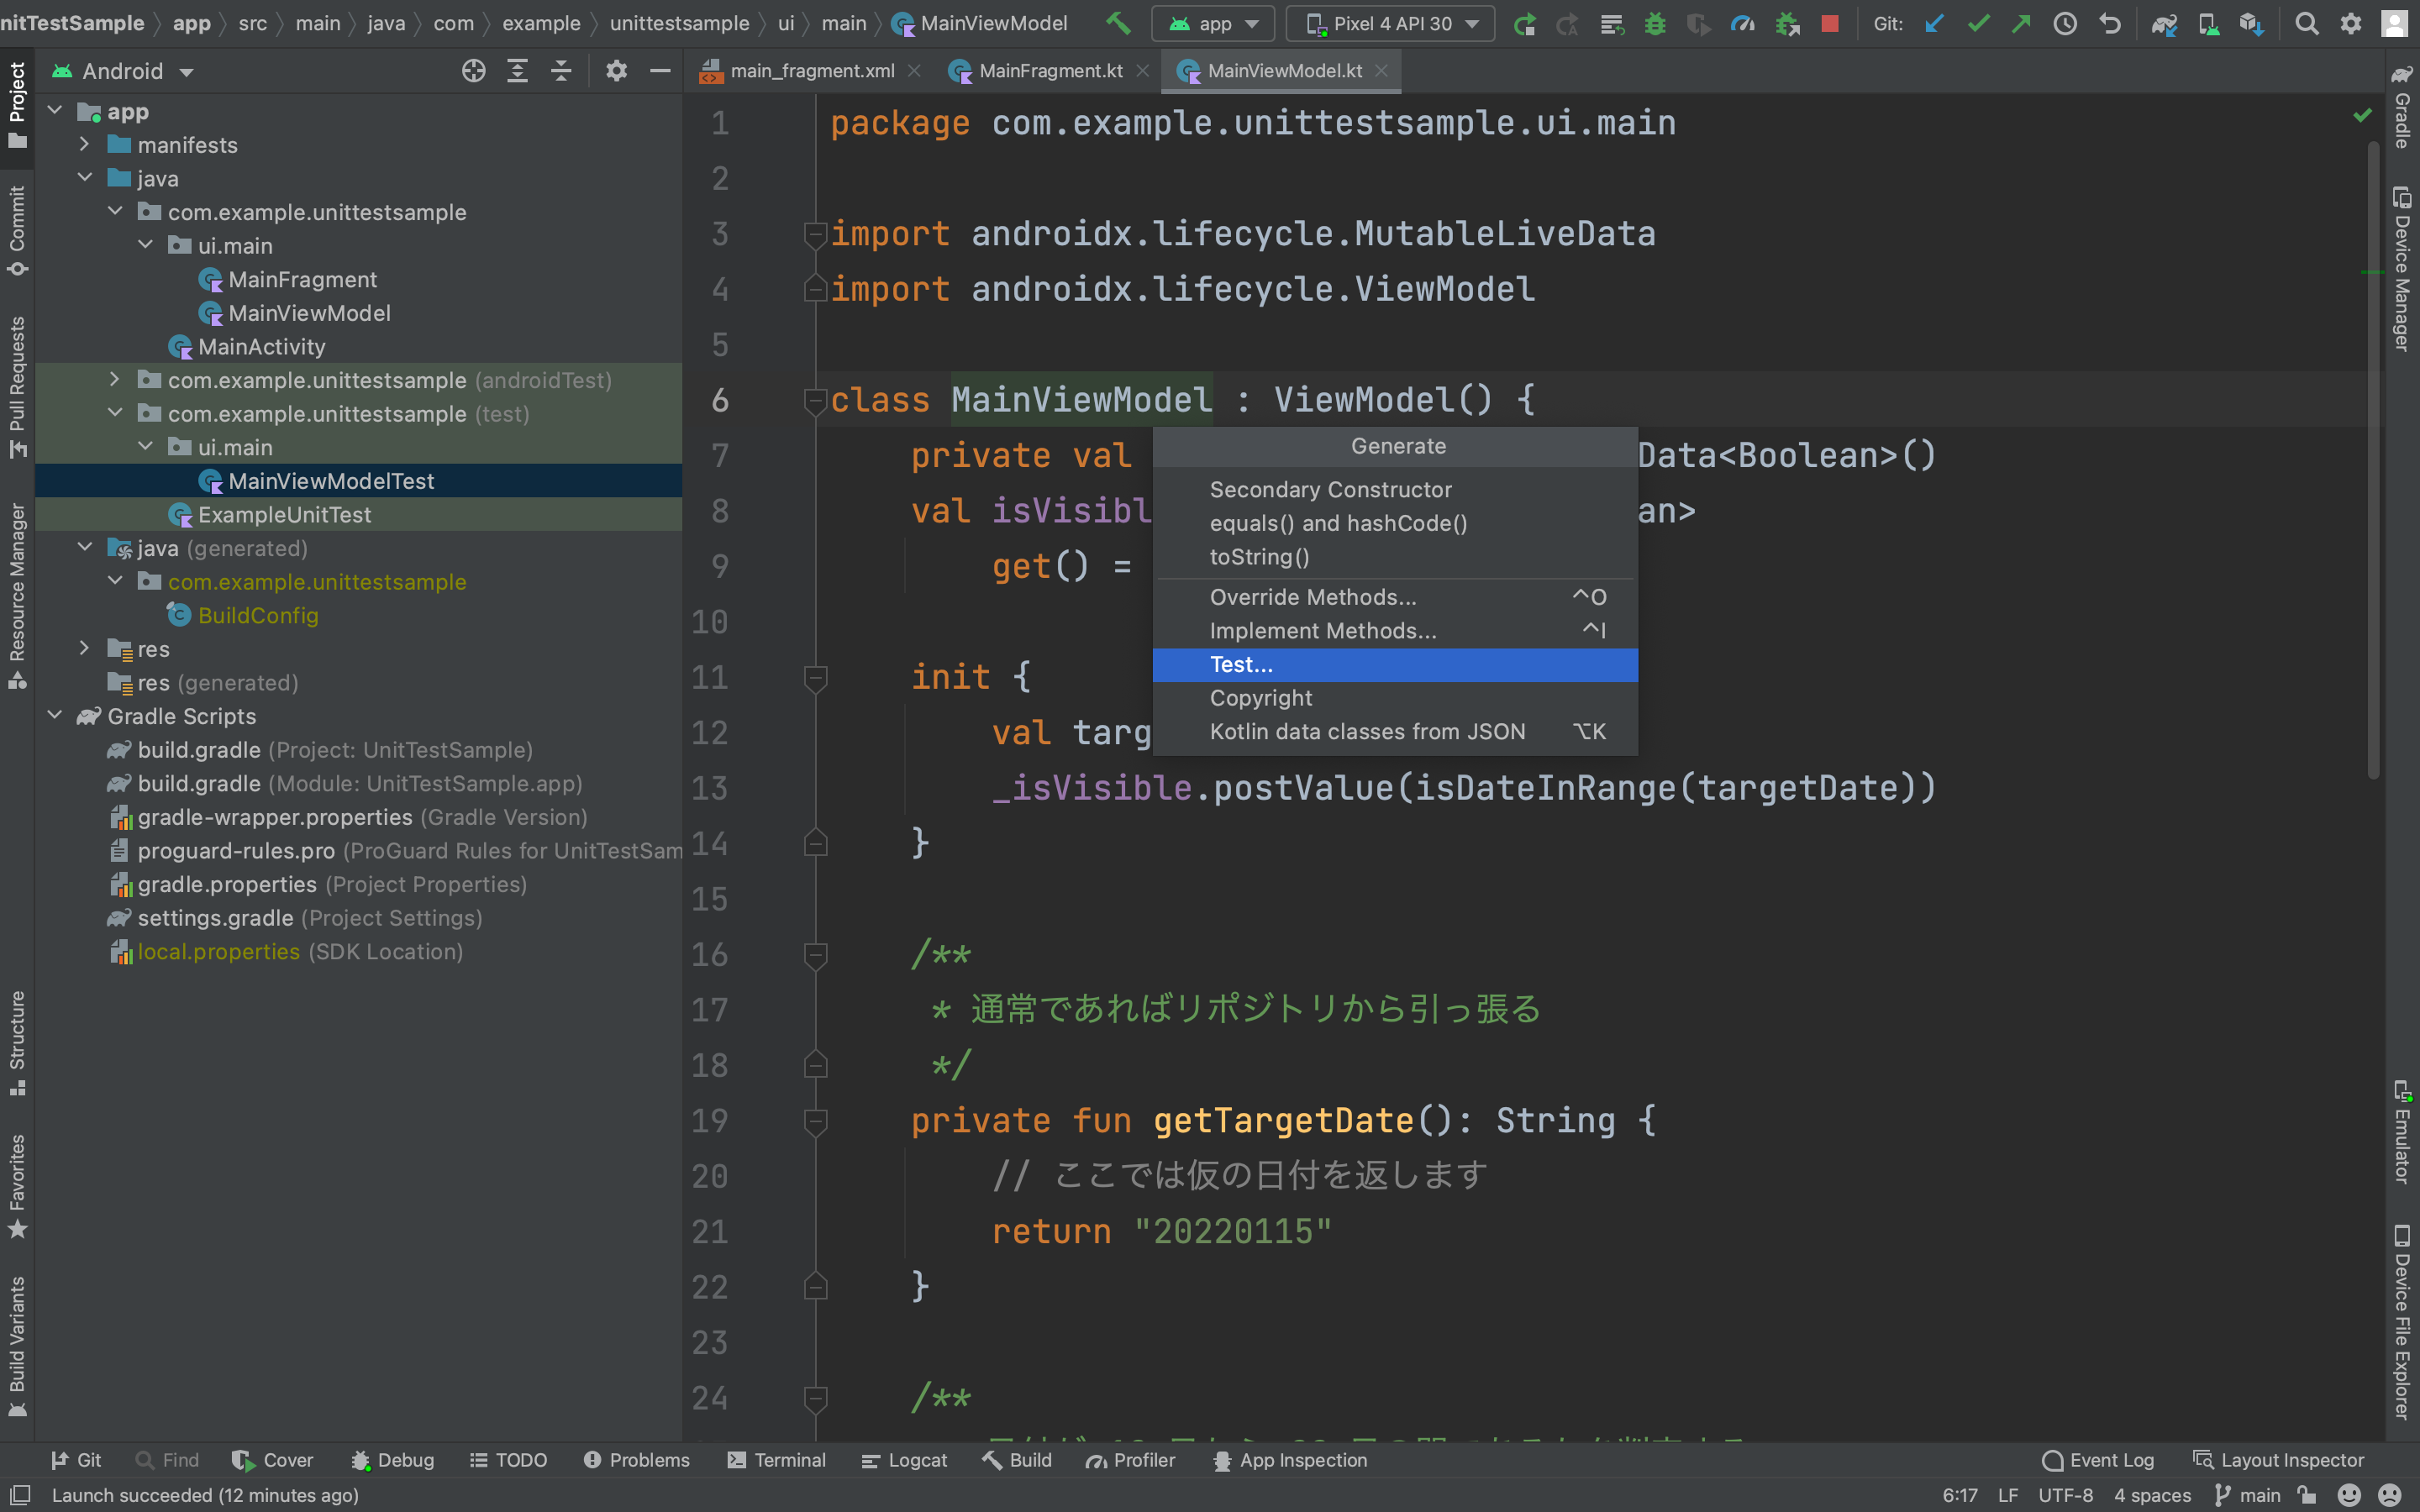 nitTestSample 〉 app 〉 src 〉 main 〉 java 〉 com 〉 example 〉 unittestsample 〉 ui 〉 main 〉 MainViewModel
app
Pixel 4 API 30
Git:
Android
main_fragment.xml
MainFragment.kt
MainViewModel.kt
Project
Commit
Pull Requests
Resource Manager
Structure
Favorites
Build Variants
app
manifests
java
com.example.unittestsample
ui.main
MainFragment
MainViewModel
MainActivity
com.example.unittestsample (androidTest)
com.example.unittestsample (test)
ui.main
MainViewModelTest
ExampleUnitTest
java (generated)
com.example.unittestsample
BuildConfig
res
res (generated)
Gradle Scripts
build.gradle (Project: UnitTestSample)
build.gradle (Module: UnitTestSample.app)
gradle-wrapper.properties (Gradle Version)
proguard-rules.pro (ProGuard Rules for UnitTestSam
gradle.properties (Project Properties)
settings.gradle (Project Settings)
local.properties (SDK Location)
1 package com.example.unittestsample.ui.main
2
3 import androidx.lifecycle.MutableLiveData
4 import androidx.lifecycle.ViewModel
5
6 class MainViewModel : ViewModel() {
7 private val Data<Boolean>()
8 val isVisibl an>
9 get() =
10
11 init {
12 val targ
13 _isVisible.postValue(isDateInRange(targetDate))
14 }
15
16 /**
17 * 通常であればリポジトリから引っ張る
18 */
19 private fun getTargetDate(): String {
20 // ここでは仮の日付を返します
21 return "20220115"
22 }
23
24 /**
Generate
Secondary Constructor
equals() and hashCode()
toString()
Override Methods... ^O
Implement Methods... ^I
Test...
Copyright
Kotlin data classes from JSON ⌥K
Gradle
Device Manager
Emulator
Device File Explorer
Git
Find
Cover
Debug
TODO
Problems
Terminal
Logcat
Build
Profiler
App Inspection
Event Log
Layout Inspector
Launch succeeded (12 minutes ago)
6:17 LF UTF-8 4 spaces main